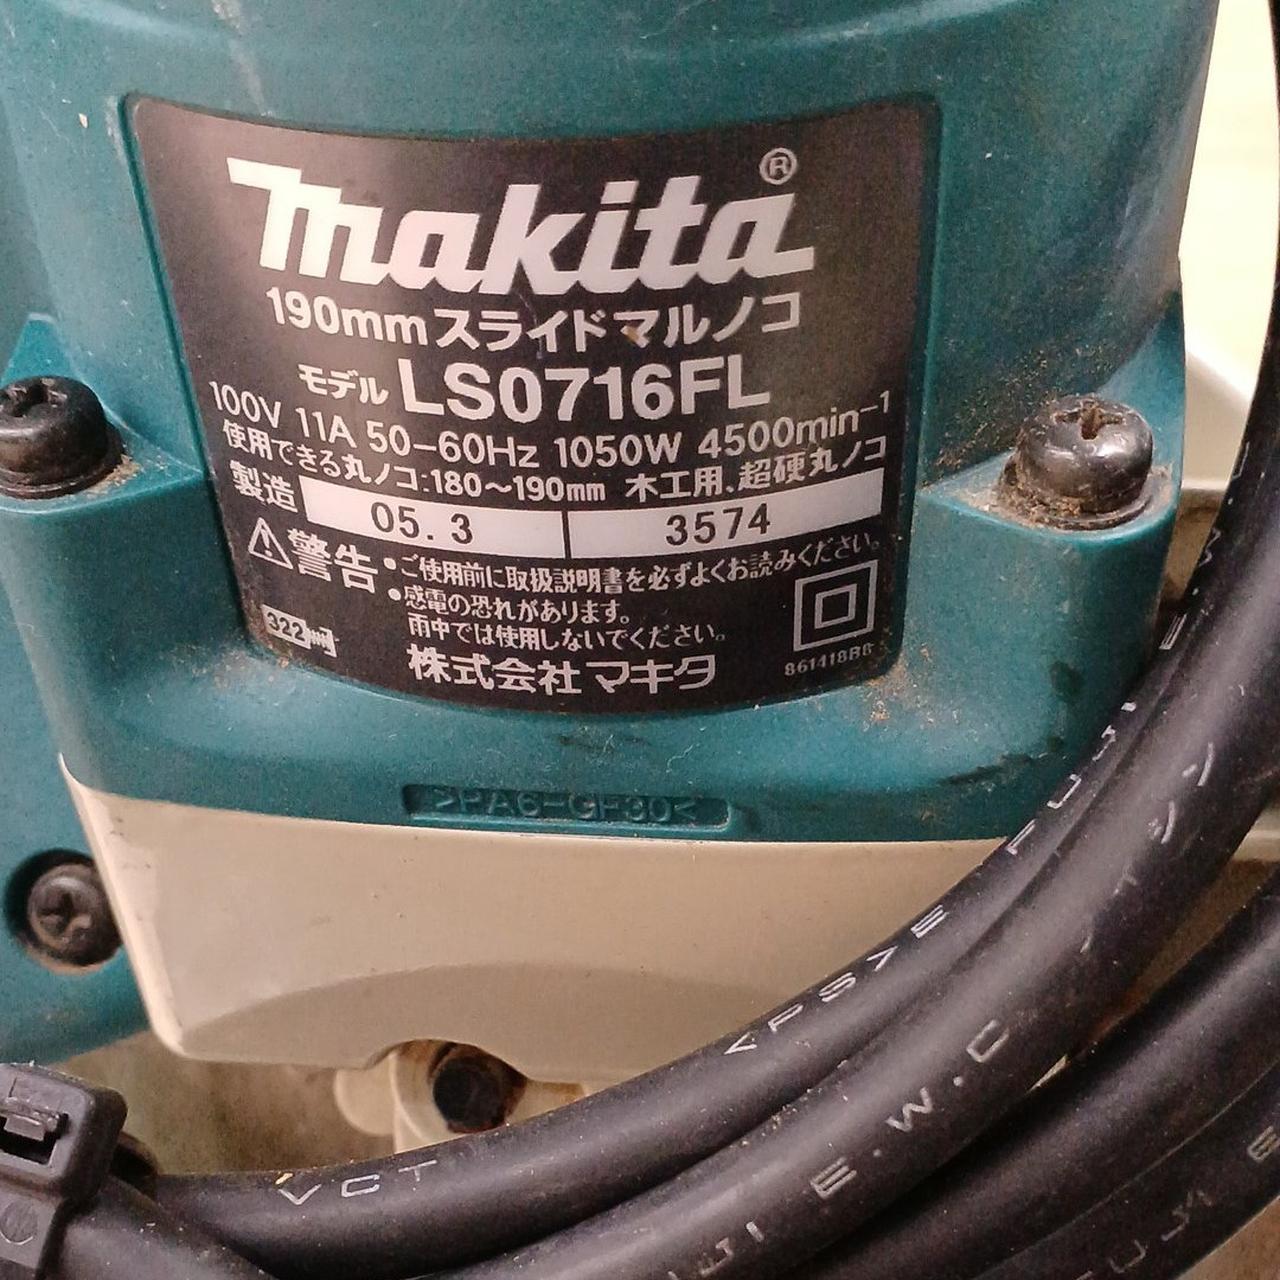 makita®
190mmスライドマルノコ
モデル LS0716FL
100V 11A 50-60Hz 1050W 4500min-1
使用できる丸ノコ:180~190mm 木工用、超硬丸ノコ
製造 05.3 3574
⚠警告
・ご使用前に取扱説明書を必ずよくお読みください。
・感電の恐れがあります。
雨中では使用しないでください。
322
株式会社マキタ
861418B8
>PA6-GF30<
<PS>E FUJI E.W.
VCT
E.W.C